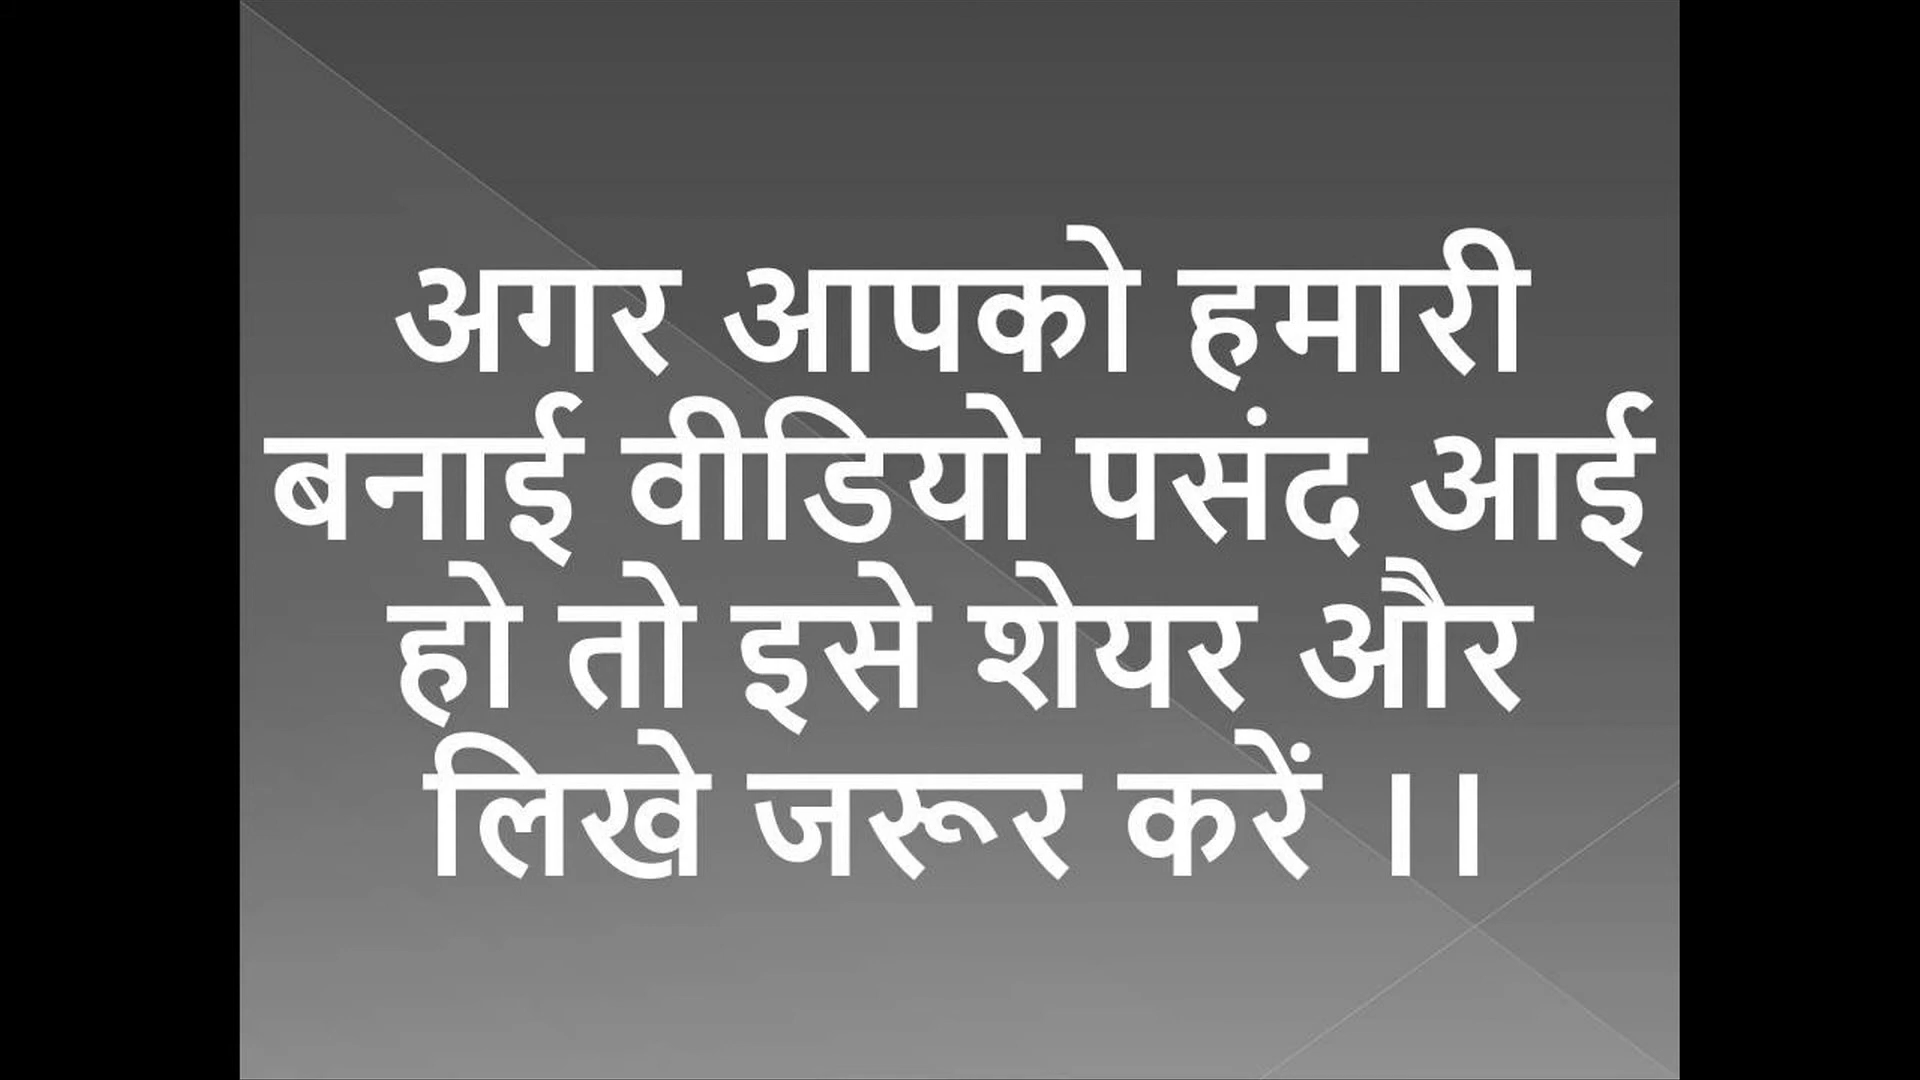 अगर आपको हमारी
बनाई वीडियो पसंद आई
हो तो इसे शेयर और
लिखे जरूर करें ।।